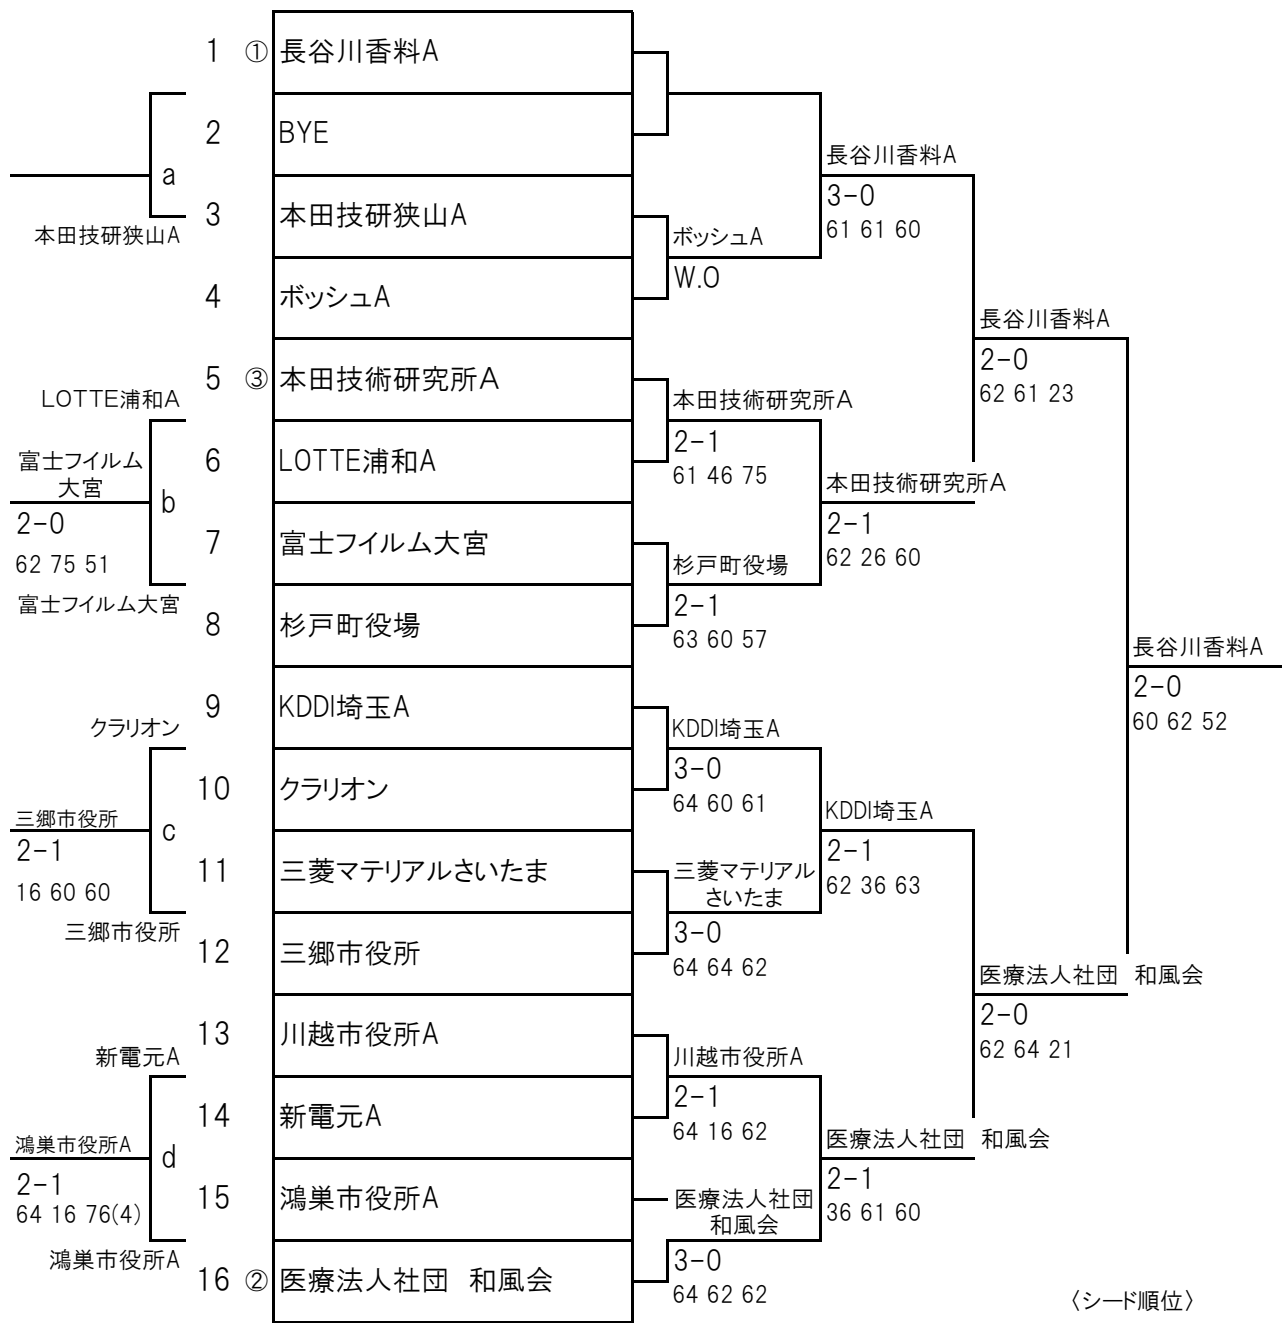 1 ① 長谷川香料A
2 BYE
長谷川香料A
a
3-0
3 本田技研狭山A
本田技研狭山A
ボッシュA
61 61 60
W.O
4 ボッシュA
長谷川香料A
2-0
5 ③ 本田技術研究所A
62 61 23
LOTTE浦和A
本田技術研究所A
2-1
富士フイルム
大宮
6 LOTTE浦和A
61 46 75
本田技術研究所A
b
2-0
2-1
7 富士フイルム大宮
62 75 51
62 26 60
杉戸町役場
富士フイルム大宮
2-1
8 杉戸町役場
63 60 57
長谷川香料A
2-0
9 KDDI埼玉A
60 62 52
クラリオン
KDDI埼玉A
3-0
10 クラリオン
64 60 61
三郷市役所
KDDI埼玉A
c
2-1
2-1
11 三菱マテリアルさいたま
三菱マテリアル
さいたま
16 60 60
62 36 63
三郷市役所
3-0
12 三郷市役所
64 64 62
医療法人社団 和風会
2-0
13 川越市役所A
62 64 21
新電元A
川越市役所A
2-1
14 新電元A
64 16 62
鴻巣市役所A
医療法人社団 和風会
d
2-1
2-1
15 鴻巣市役所A
医療法人社団
和風会
64 16 76(4)
36 61 60
鴻巣市役所A
3-0
16 ② 医療法人社団 和風会
64 62 62
〈シード順位〉